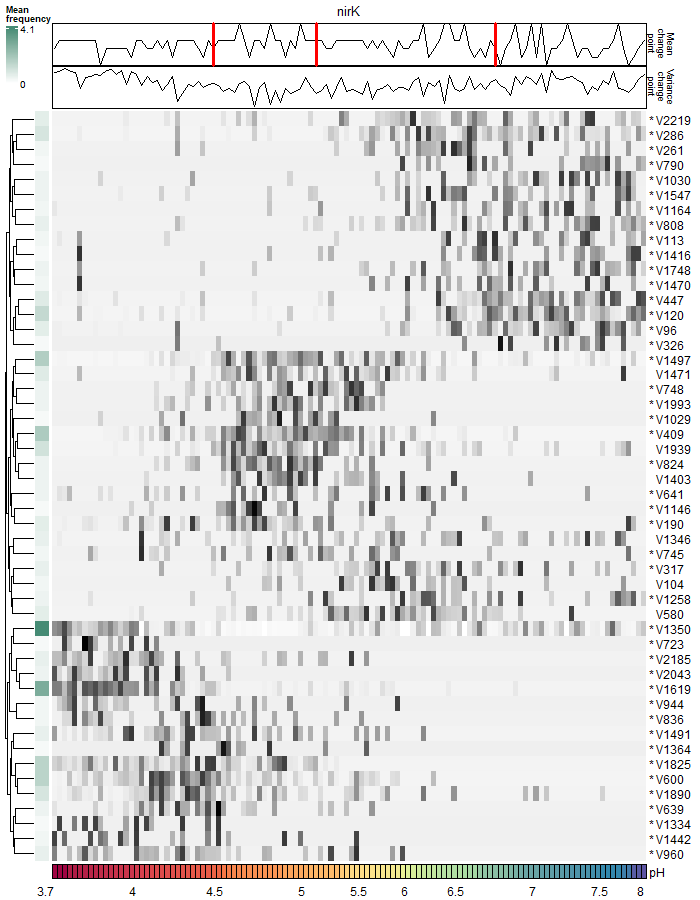 nirK
Mean
frequency
4.1
0
Mean
change
point
Variance
change
point
* V2219
* V286
* V261
* V790
* V1030
* V1547
* V1164
* V808
* V113
* V1416
* V1748
* V1470
* V447
* V120
* V96
* V326
* V1497
V1471
* V748
* V1993
* V1029
* V409
V1939
* V824
V1403
* V641
* V1146
* V190
V1346
* V745
* V317
V104
* V1258
V580
* V1350
* V723
* V2185
* V2043
* V1619
* V944
* V836
* V1491
* V1364
* V1825
* V600
* V1890
* V639
* V1334
* V1442
* V960
pH
3.7 4 4.5 5 5.5 6 6.5 7 7.5 8